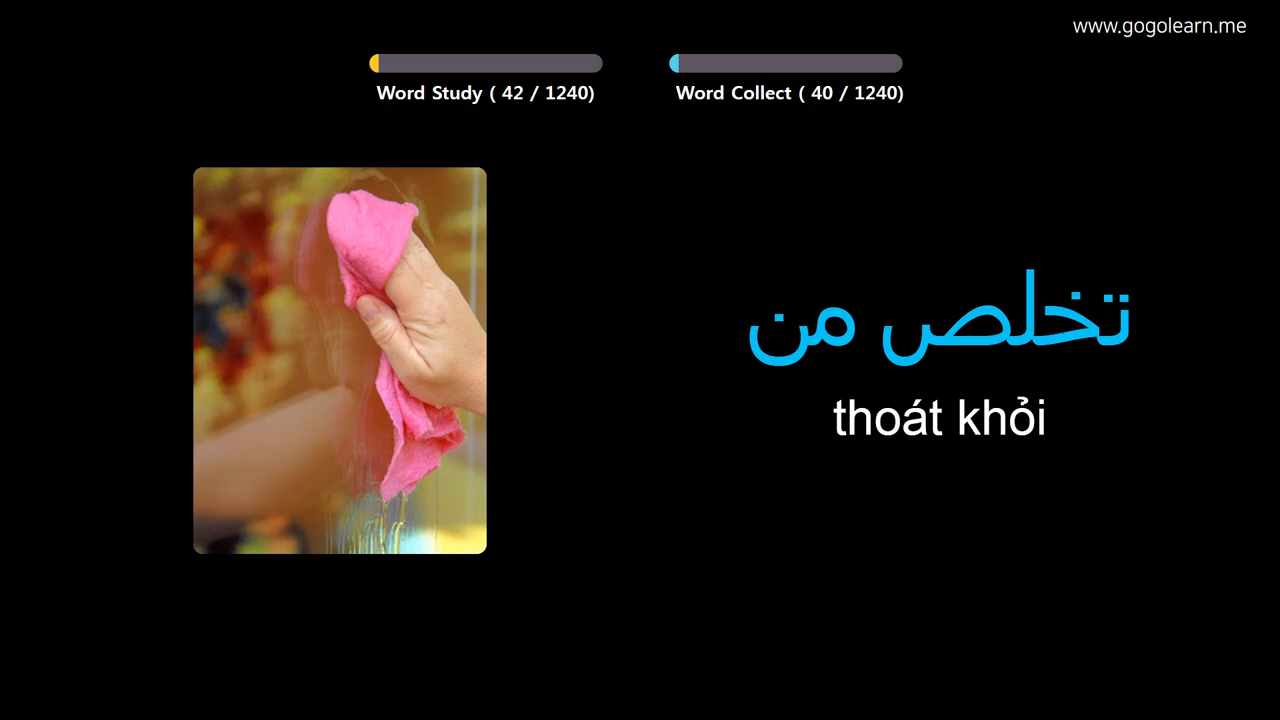 www.gogolearn.me
Word Study ( 42 / 1240)
Word Collect ( 40 / 1240)
تخلص من
thoát khỏi